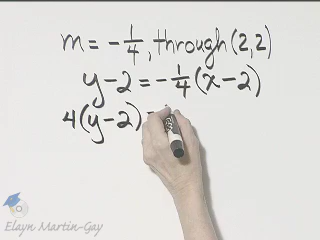 m = -1/4, through (2,2)
y-2 = -1/4 (x-2)
4(y-2)
Elayn Martin-Gay